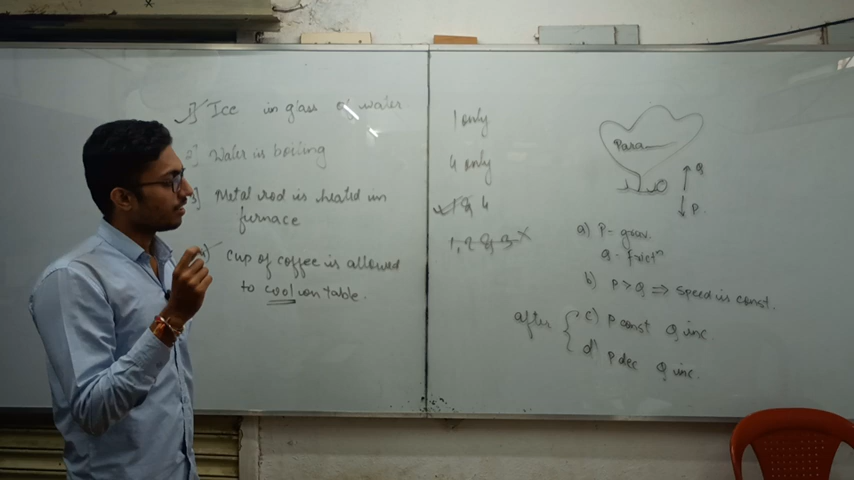 1) Ice in glass of water
2) Water is boiling
3) Metal rod is heated in
furnace
cup of coffee is allowed
to cool on table.
1 only
4 only
1 & 4
1, 2 & 3 X
Para
Q
P
a) P - grav.
Q - frictn
b) P > Q ⇒ speed is const.
after
c) P const Q inc.
d) P dec Q inc.